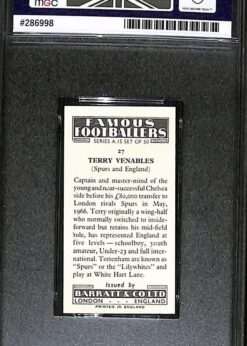 MGC
#286998
FAMOUS
FOOTBALLERS
SERIES A.15 SET OF 50
27
TERRY VENABLES
(Spurs and England)
Captain and master-mind of the
young and near-successful Chelsea
side before his £80,000 transfer to
London rivals Spurs in May,
1966. Terry originally a wing-half
who normally switched to inside-
forward but retains his mid-field
rule, has represented England at
five levels — schoolboy, youth
amateur, Under-23 and full inter-
national. Tottenham are known as
"Spurs" or the "Lilywhites" and play
at White Hart Lane.
Issued by
BARRATT & CO LTD
LONDON ENGLAND
PRINTED IN ENGLAND